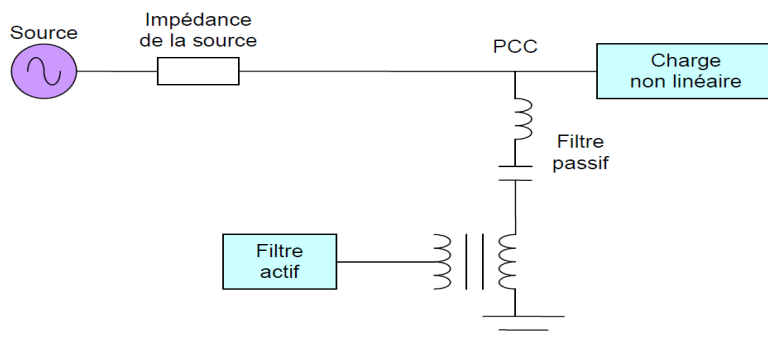 Source
Impédance
de la source
PCC
Charge
non linéaire
Filtre
passif
Filtre
actif